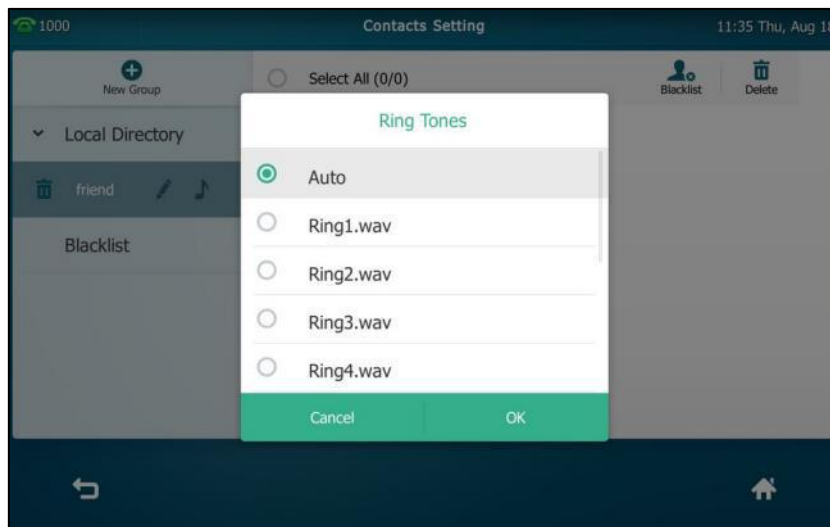 1000
Contacts Setting
11:35 Thu, Aug 18
New Group
Select All (0/0)
Blacklist
Delete
Local Directory
friend
Blacklist
Ring Tones
Auto
Ring1.wav
Ring2.wav
Ring3.wav
Ring4.wav
Cancel
OK